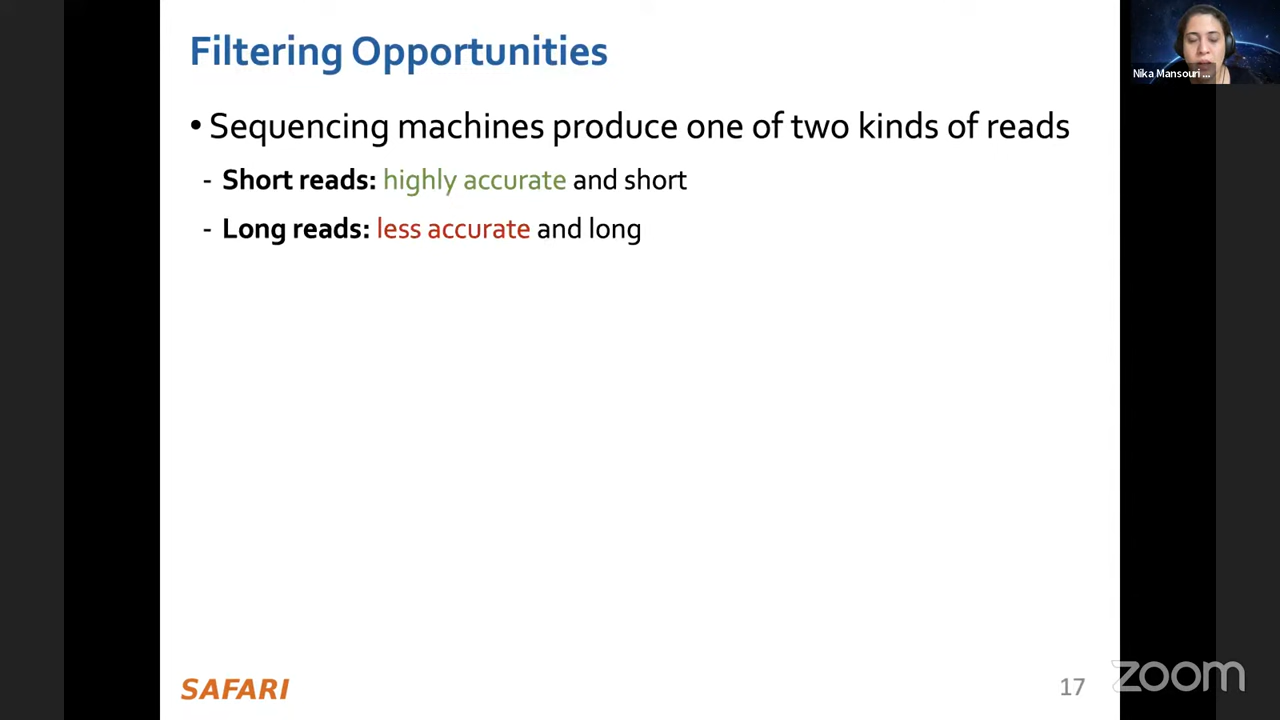 Filtering Opportunities
• Sequencing machines produce one of two kinds of reads
- Short reads: highly accurate and short
- Long reads: less accurate and long
SAFARI
17
zoom
Nika Mansouri ...